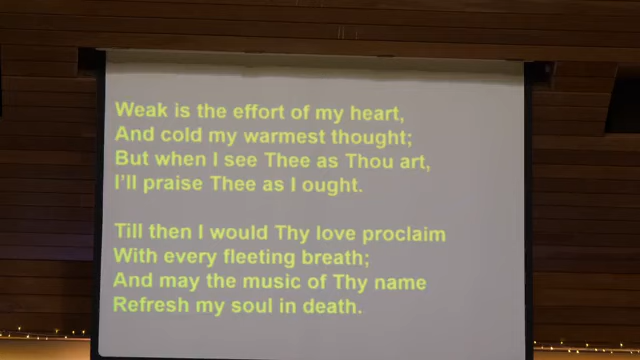 Weak is the effort of my heart,
And cold my warmest thought;
But when I see Thee as Thou art,
I'll praise Thee as I ought.
Till then I would Thy love proclaim
With every fleeting breath;
And may the music of Thy name
Refresh my soul in death.